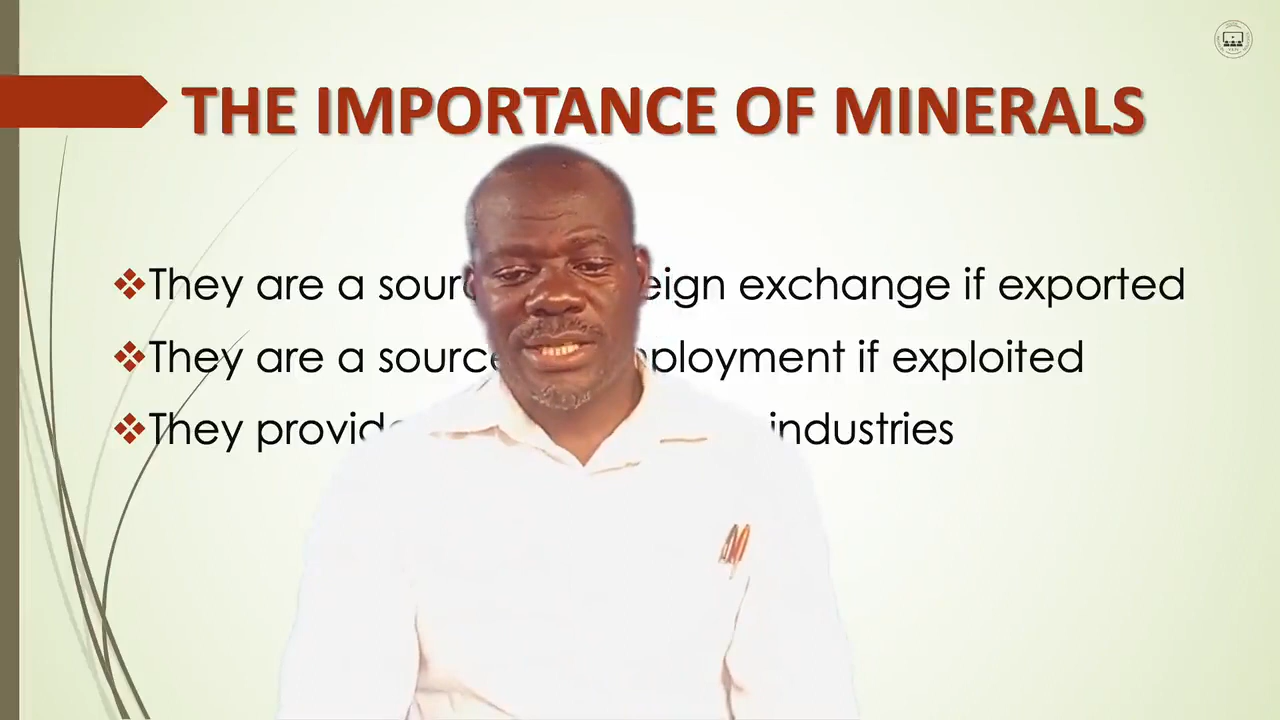 THE IMPORTANCE OF MINERALS
❖They are a sour eign exchange if exported
❖They are a source ployment if exploited
❖They provide industries